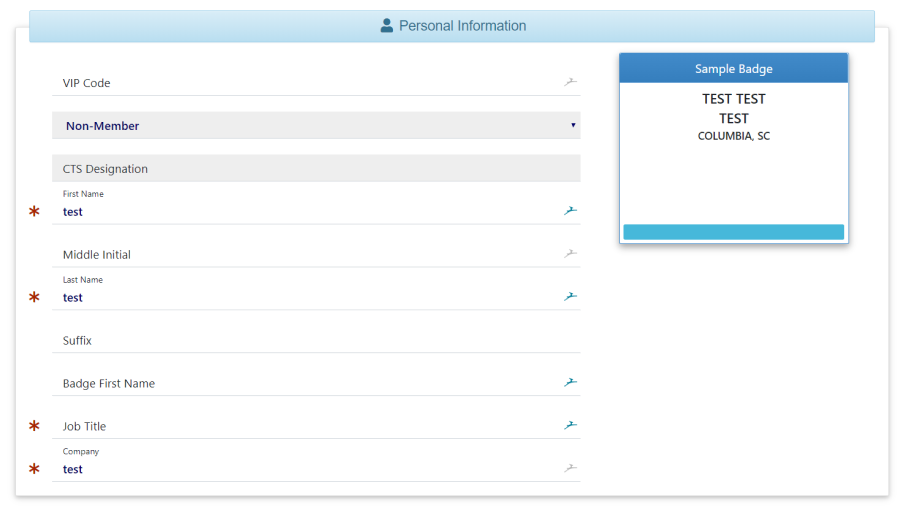 Personal Information
VIP Code
Non-Member
CTS Designation
First Name
* test
Middle Initial
Last Name
* test
Suffix
Badge First Name
* Job Title
Company
* test
Sample Badge
TEST TEST
TEST
COLUMBIA, SC